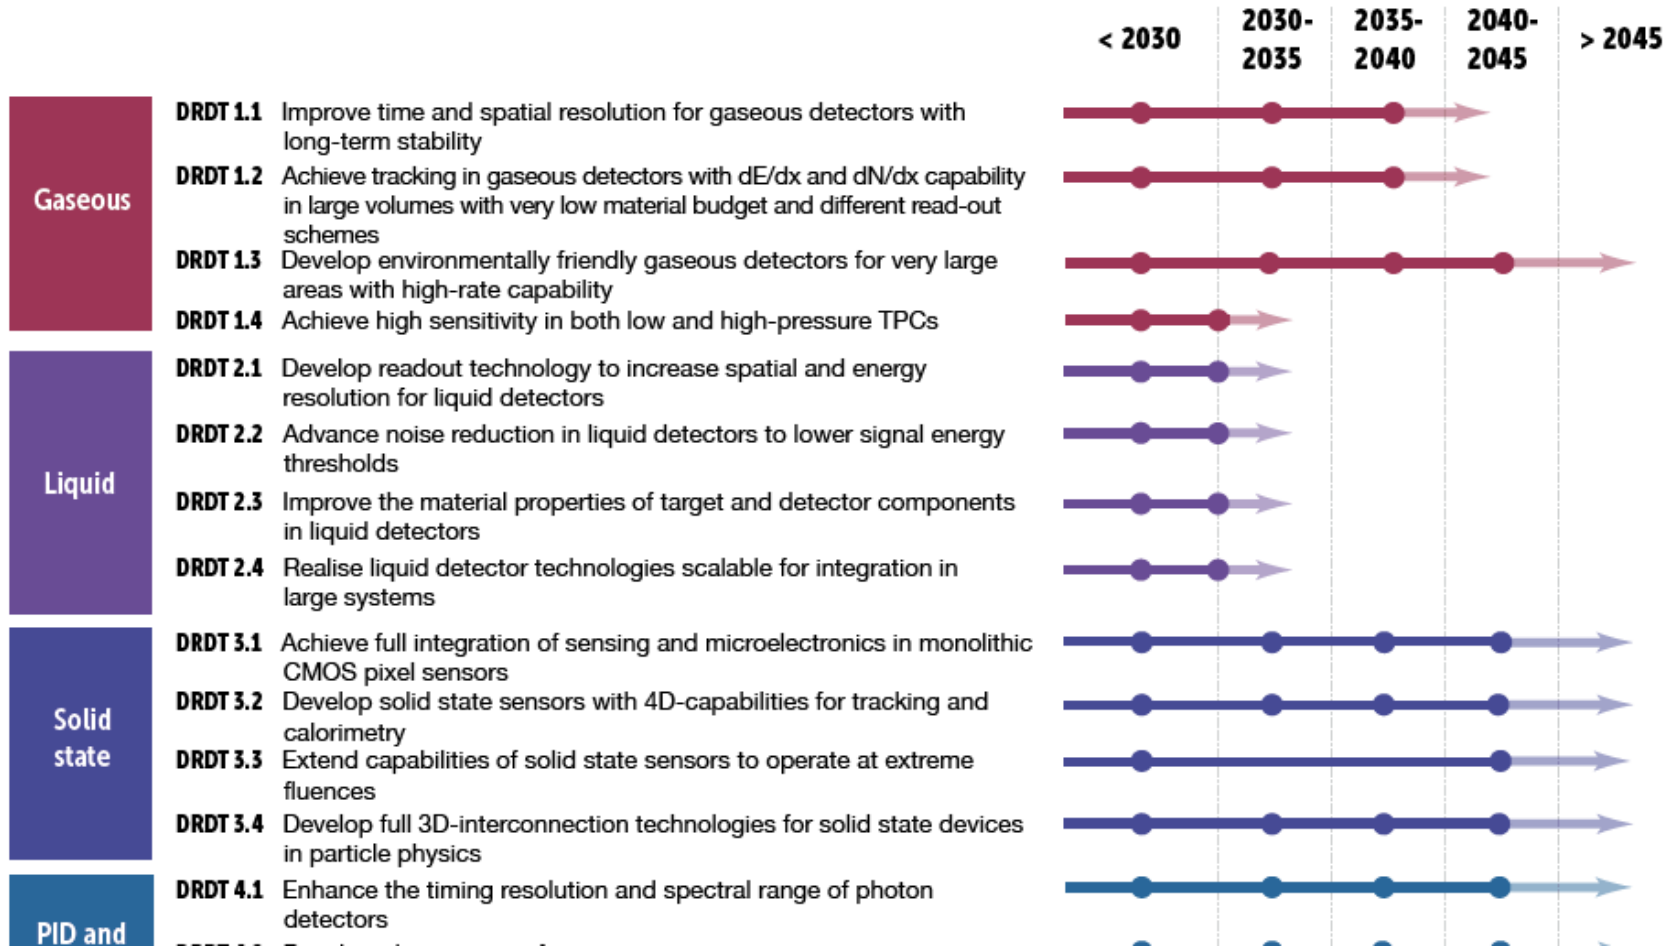 < 2030
2030-
2035
2035-
2040
2040-
2045
> 2045
Gaseous
DRDT 1.1 Improve time and spatial resolution for gaseous detectors with
long-term stability
DRDT 1.2 Achieve tracking in gaseous detectors with dE/dx and dN/dx capability
in large volumes with very low material budget and different read-out
schemes
DRDT 1.3 Develop environmentally friendly gaseous detectors for very large
areas with high-rate capability
DRDT 1.4 Achieve high sensitivity in both low and high-pressure TPCs
Liquid
DRDT 2.1 Develop readout technology to increase spatial and energy
resolution for liquid detectors
DRDT 2.2 Advance noise reduction in liquid detectors to lower signal energy
thresholds
DRDT 2.3 Improve the material properties of target and detector components
in liquid detectors
DRDT 2.4 Realise liquid detector technologies scalable for integration in
large systems
Solid
state
DRDT 3.1 Achieve full integration of sensing and microelectronics in monolithic
CMOS pixel sensors
DRDT 3.2 Develop solid state sensors with 4D-capabilities for tracking and
calorimetry
DRDT 3.3 Extend capabilities of solid state sensors to operate at extreme
fluences
DRDT 3.4 Develop full 3D-interconnection technologies for solid state devices
in particle physics
PID and
DRDT 4.1 Enhance the timing resolution and spectral range of photon
detectors